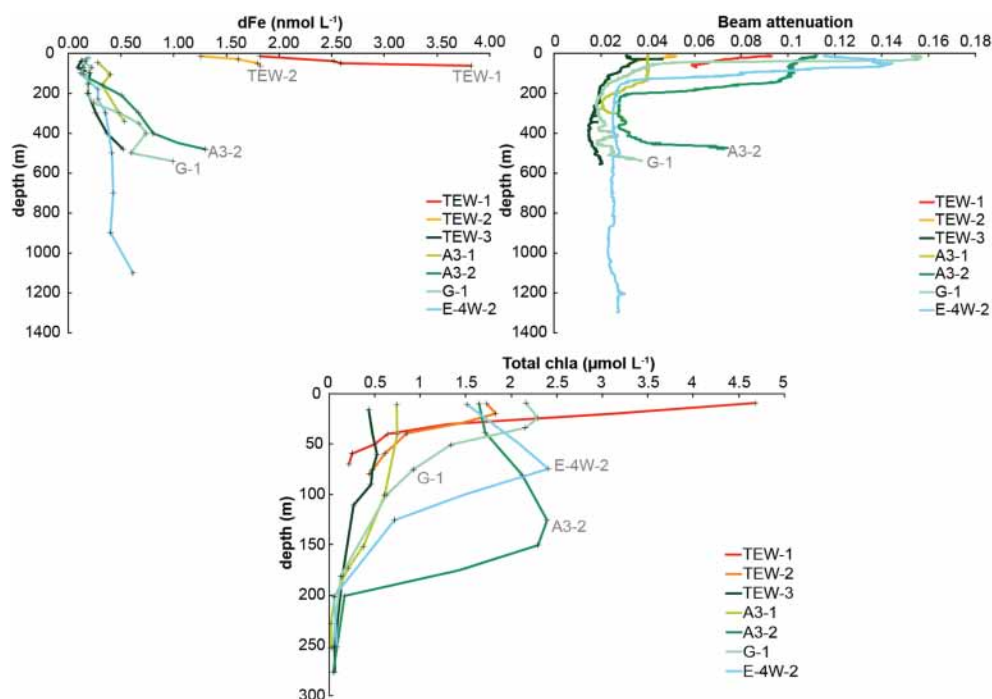 dFe (nmol L⁻¹)
0.00 0.50 1.00 1.50 2.00 2.50 3.00 3.50 4.00
0
200
400
600
800
1000
1200
1400
depth (m)
TEW-2
TEW-1
A3-2
G-1
TEW-1
TEW-2
TEW-3
A3-1
A3-2
G-1
E-4W-2
Beam attenuation
0 0.02 0.04 0.06 0.08 0.1 0.12 0.14 0.16 0.18
0
200
400
600
800
1000
1200
1400
depth (m)
A3-2
G-1
TEW-1
TEW-2
TEW-3
A3-1
A3-2
G-1
E-4W-2
Total chla (µmol L⁻¹)
0 0.5 1 1.5 2 2.5 3 3.5 4 4.5 5
0
50
100
150
200
250
300
depth (m)
E-4W-2
G-1
A3-2
TEW-1
TEW-2
TEW-3
A3-1
A3-2
G-1
E-4W-2